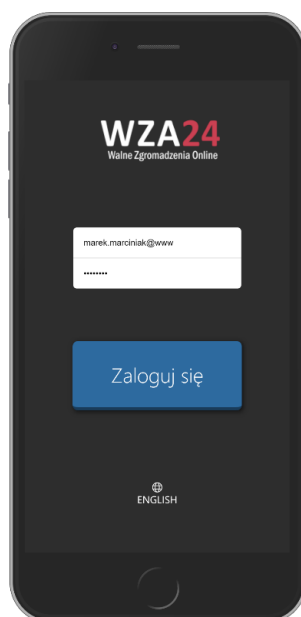 WZA24
Walne Zgromadzenia Online
marek.marciniak@www
••••••••
Zaloguj się
ENGLISH